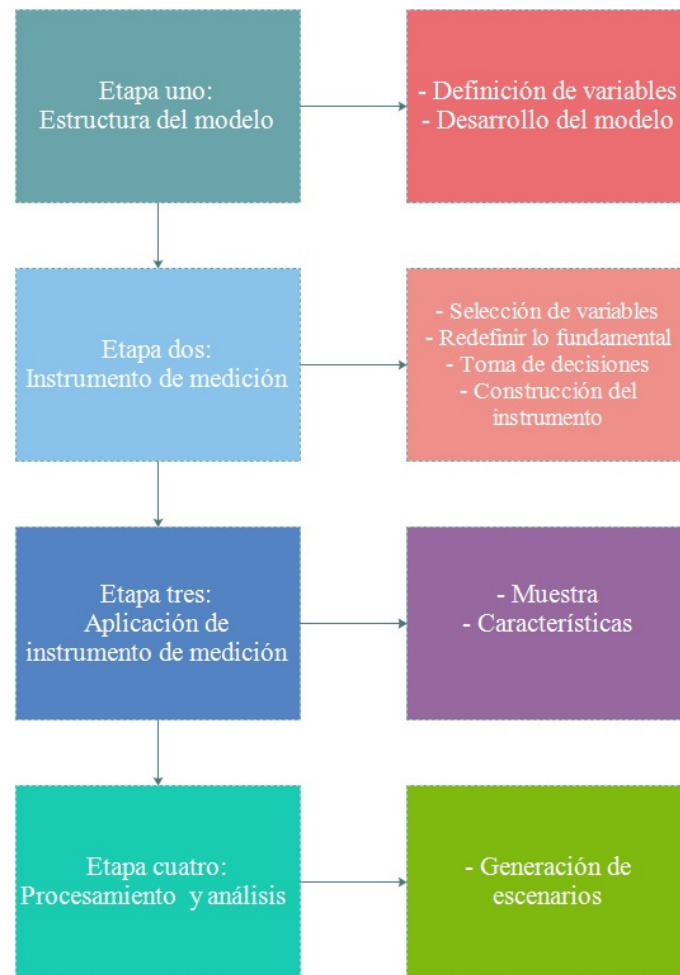 Etapa uno:
Estructura del modelo
- Definición de variables
- Desarrollo del modelo
Etapa dos:
Instrumento de medición
- Selección de variables
- Redefinir lo fundamental
- Toma de decisiones
- Construcción del
instrumento
Etapa tres:
Aplicación de
instrumento de medición
- Muestra
- Característícas
Etapa cuatro:
Procesamiento y análisis
- Generación de
escenarios